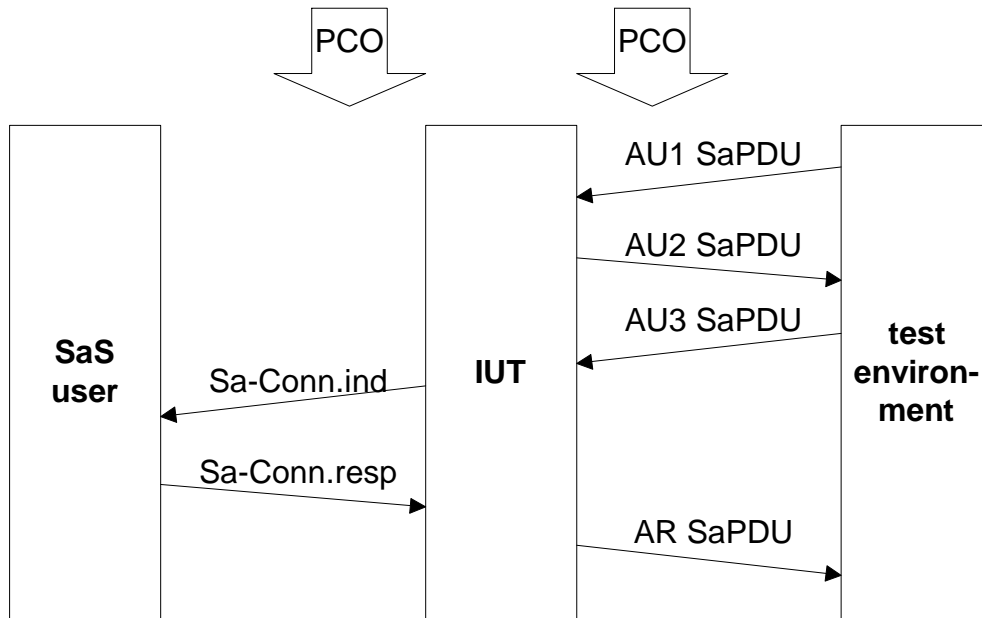 PCO
PCO
AU1 SaPDU
AU2 SaPDU
AU3 SaPDU
SaS
user
IUT
test
environ-
ment
Sa-Conn.ind
Sa-Conn.resp
AR SaPDU